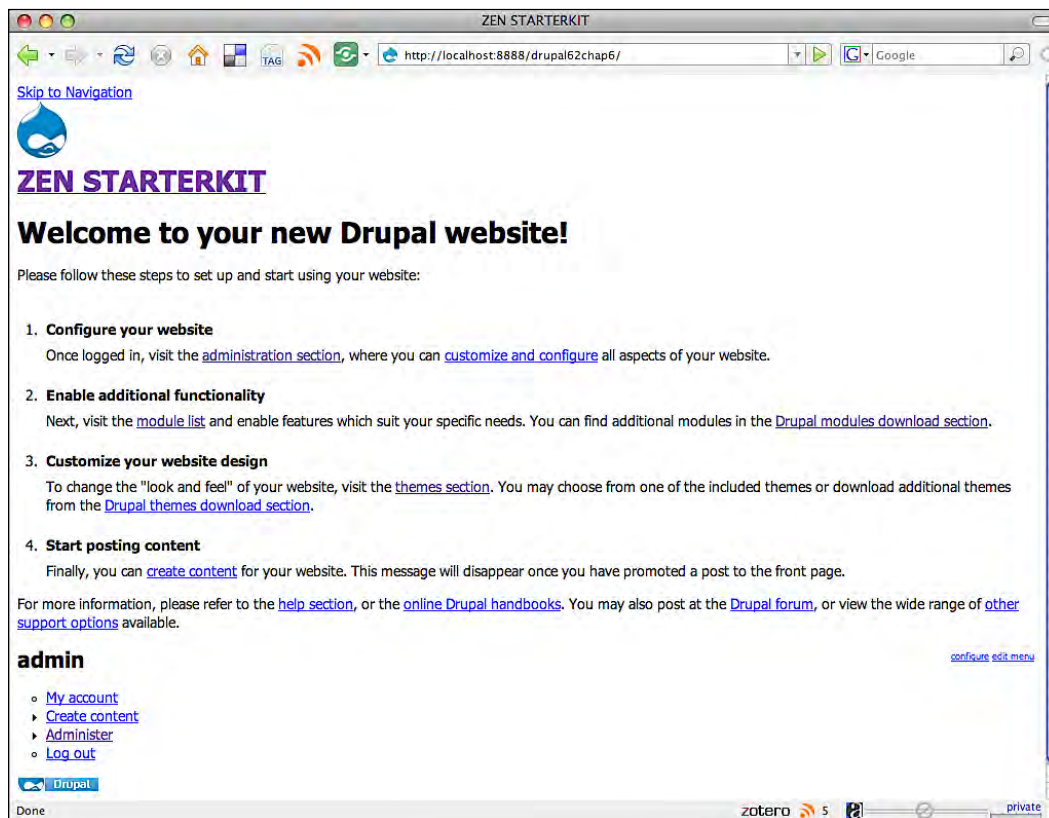 ZEN STARTERKIT
TAG
http://localhost:8888/drupal62chap6/
G
Google
Skip to Navigation
ZEN STARTERKIT
Welcome to your new Drupal website!
Please follow these steps to set up and start using your website:
1. Configure your website
Once logged in, visit the administration section, where you can customize and configure all aspects of your website.
2. Enable additional functionality
Next, visit the module list and enable features which suit your specific needs. You can find additional modules in the Drupal modules download section.
3. Customize your website design
To change the "look and feel" of your website, visit the themes section. You may choose from one of the included themes or download additional themes
from the Drupal themes download section.
4. Start posting content
Finally, you can create content for your website. This message will disappear once you have promoted a post to the front page.
For more information, please refer to the help section, or the online Drupal handbooks. You may also post at the Drupal forum, or view the wide range of other
support options available.
admin
configure edit menu
My account
Create content
Administer
Log out
Drupal
Done
zotero
5
private